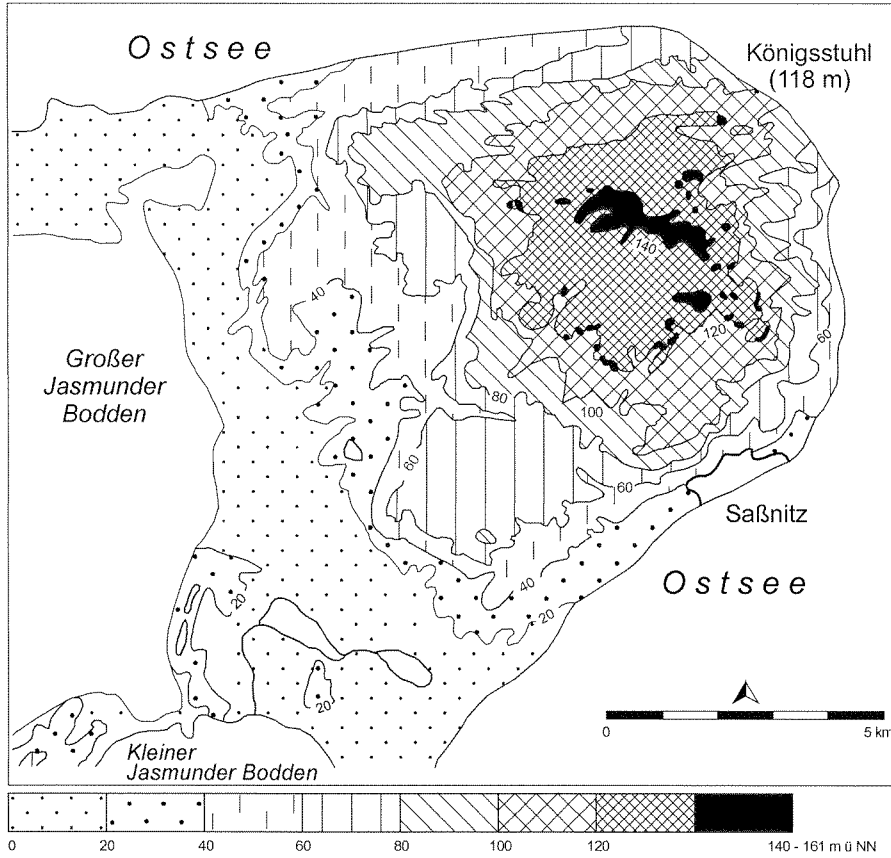 Ostsee
Königsstuhl
(118 m)
140
40
120
60
Großer
Jasmunder
Bodden
80
100
60
60
Saßnitz
Ostsee
40
20
20
20
0
5 km
Kleiner
Jasmunder Bodden
0 20 40 60 80 100 120 140 - 161 m ü NN